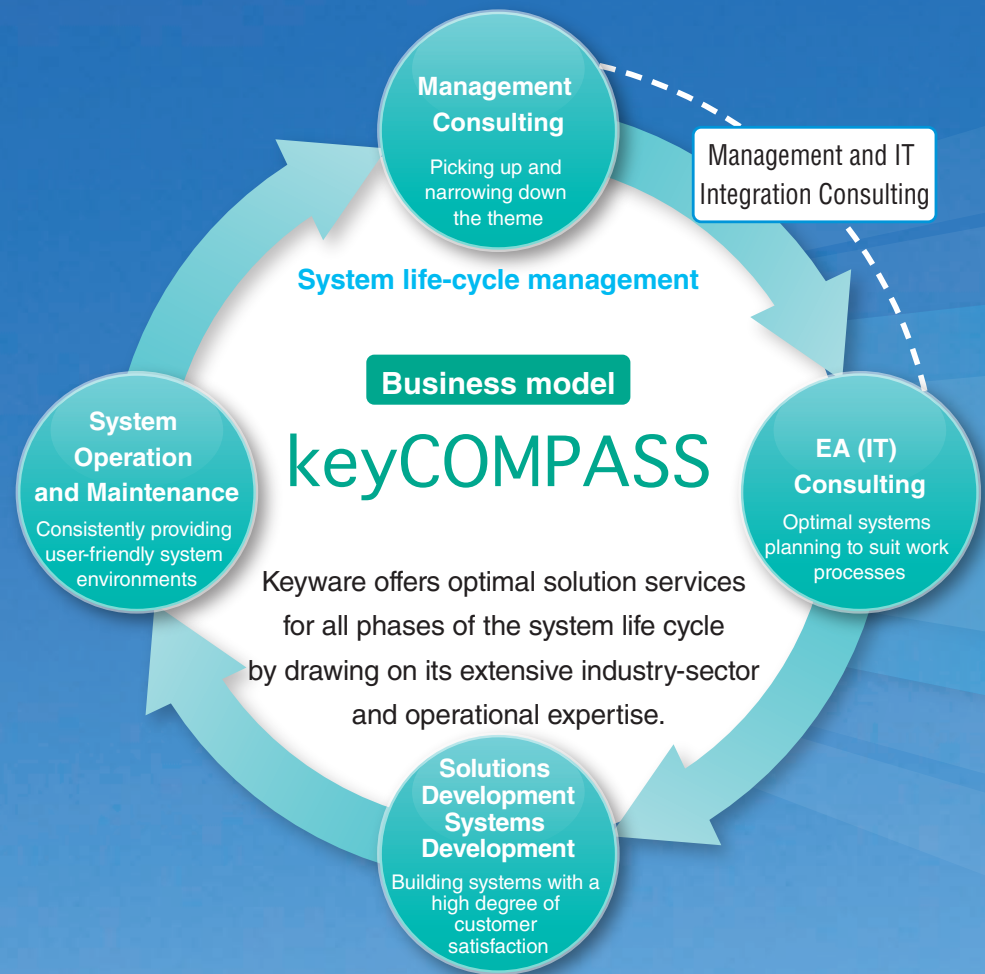 Management
Consulting
Picking up and
narrowing down
the theme
Management and IT
Integration Consulting
System life-cycle management
Business model
keyCOMPASS
System
Operation
and Maintenance
Consistently providing
user-friendly system
environments
EA (IT)
Consulting
Optimal systems
planning to suit work
processes
Keyware offers optimal solution services
for all phases of the system life cycle
by drawing on its extensive industry-sector
and operational expertise.
Solutions
Development
Systems
Development
Building systems with a
high degree of
customer
satisfaction